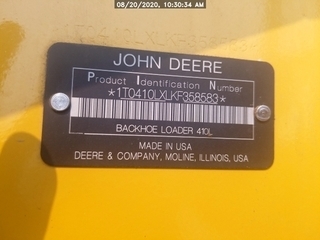 08/20/2020, 10:30:34 AM
JOHN DEERE
Product Identification Number
*1T0410LXLKF358583*
BACKHOE LOADER 410L
MADE IN USA
DEERE & COMPANY, MOLINE, ILLINOIS, USA